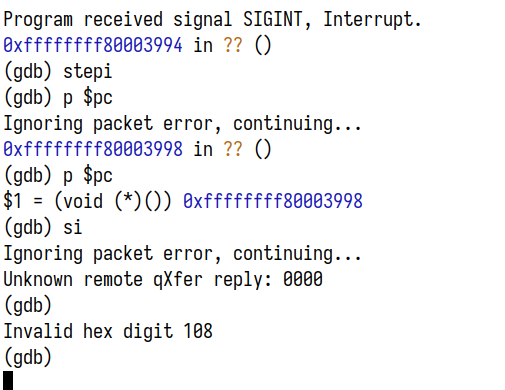 Program received signal SIGINT, Interrupt.
0xffffffff80003994 in ?? ()
(gdb) stepi
(gdb) p $pc
Ignoring packet error, continuing...
0xffffffff80003998 in ?? ()
(gdb) p $pc
$1 = (void (*)()) 0xffffffff80003998
(gdb) si
Ignoring packet error, continuing...
Unknown remote qXfer reply: 0000
(gdb)
Invalid hex digit 108
(gdb)